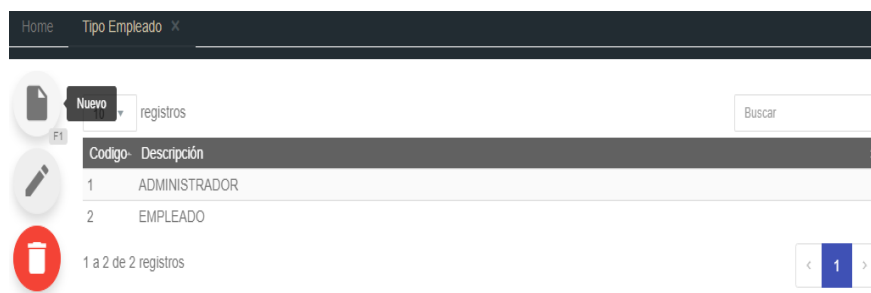 Home Tipo Empleado ×
Nuevo
10 registros
Buscar
F1
Codigo Descripción
1 ADMINISTRADOR
2 EMPLEADO
1 a 2 de 2 registros
< 1 >